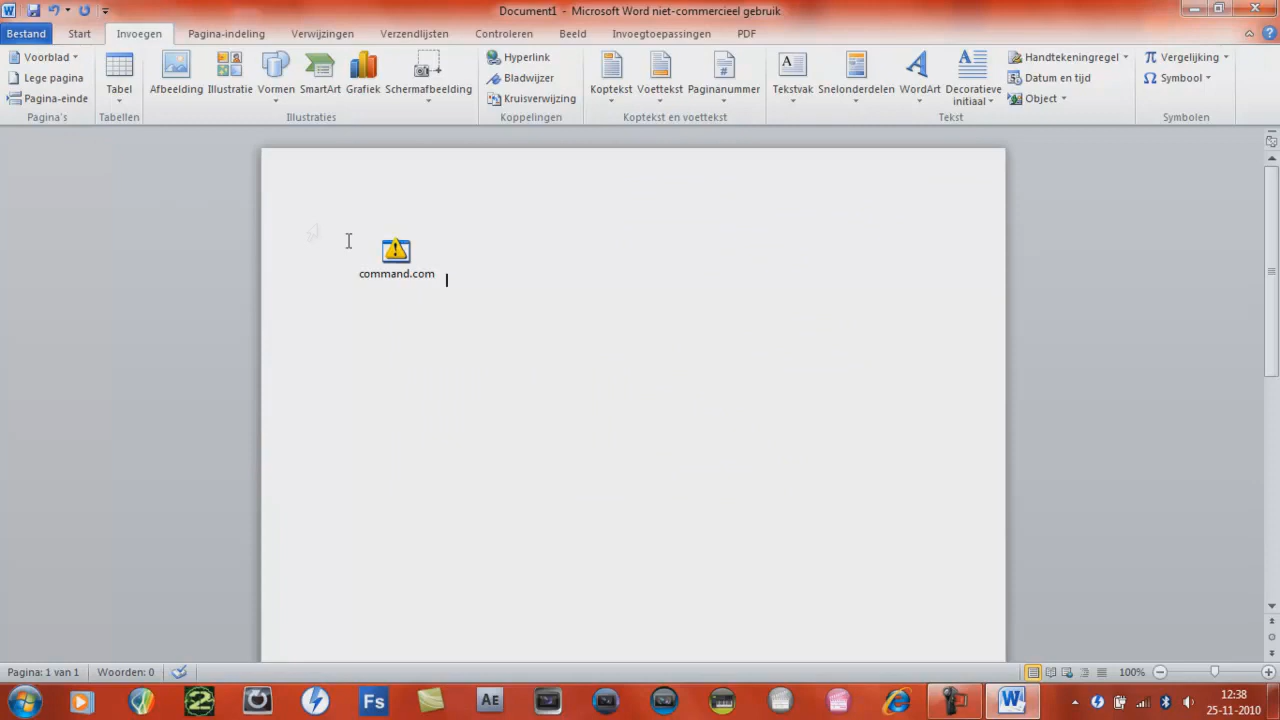 Document1 - Microsoft Word niet-commercieel gebruik
Bestand Start Invoegen Pagina-indeling Verwijzingen Verzendlijsten Controleren Beeld Invoegtoepassingen PDF
Voorblad
Lege pagina
Pagina-einde
Pagina's
Tabel
Tabellen
Afbeelding Illustratie Vormen SmartArt Grafiek Schermafbeelding
Illustraties
Hyperlink
Bladwijzer
Kruisverwijzing
Koppelingen
Koptekst Voettekst Paginanummer
Koptekst en voettekst
Tekstvak Snelonderdelen WordArt Decoratieve
initiaal
Handtekeningregel
Datum en tijd
Object
Tekst
Vergelijking
Symbool
Symbolen
command.com
Pagina: 1 van 1 Woorden: 0
100%
2 Fs AE W
12:38
25-11-2010